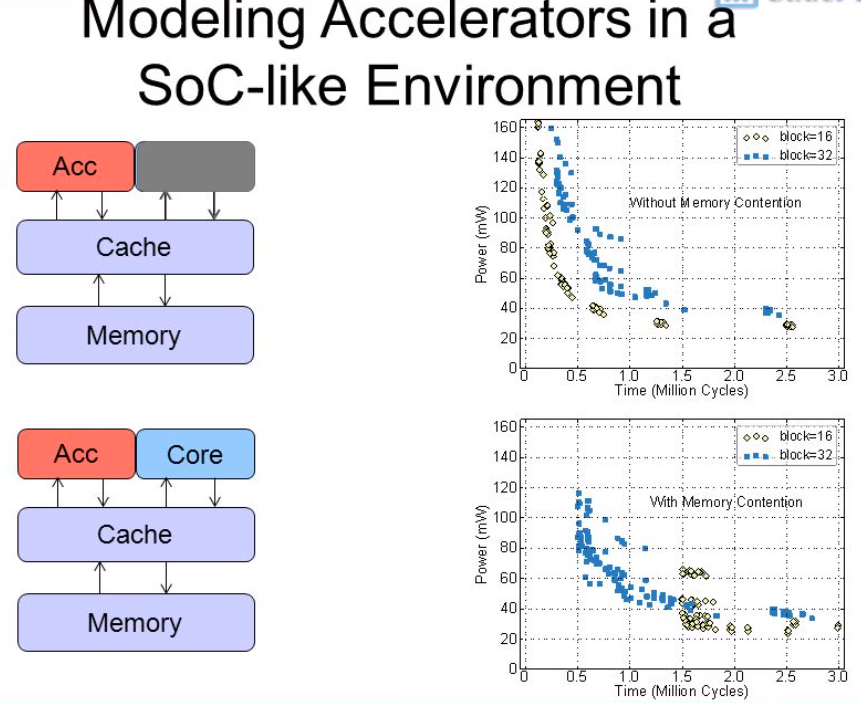 Modeling Accelerators in a
SoC-like Environment
Acc
Cache
Memory
160
140
120
100
80
60
40
20
0
Power (mW)
block=16
block=32
Without Memory Contention
0 0.5 1.0 1.5 2.0 2.5 3.0
Time (Million Cycles)
Acc Core
Cache
Memory
160
140
120
100
80
60
40
20
0
Power (mW)
block=16
block=32
With Memory Contention
0 0.5 1.0 1.5 2.0 2.5 3.0
Time (Million Cycles)